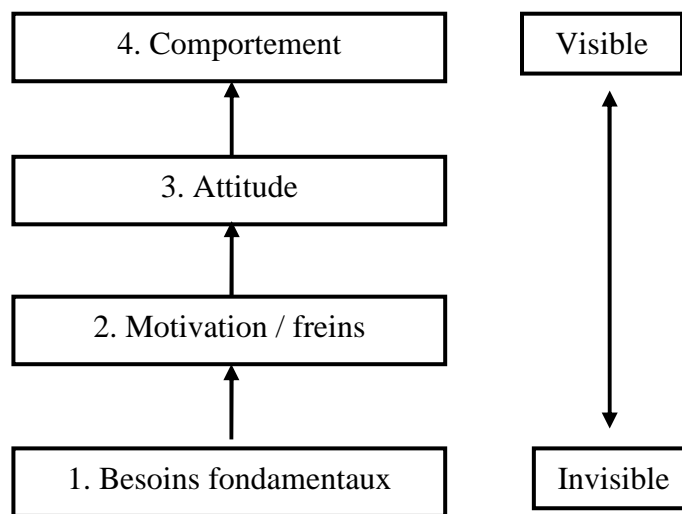 4. Comportement
Visible
3. Attitude
2. Motivation / freins
1. Besoins fondamentaux
Invisible